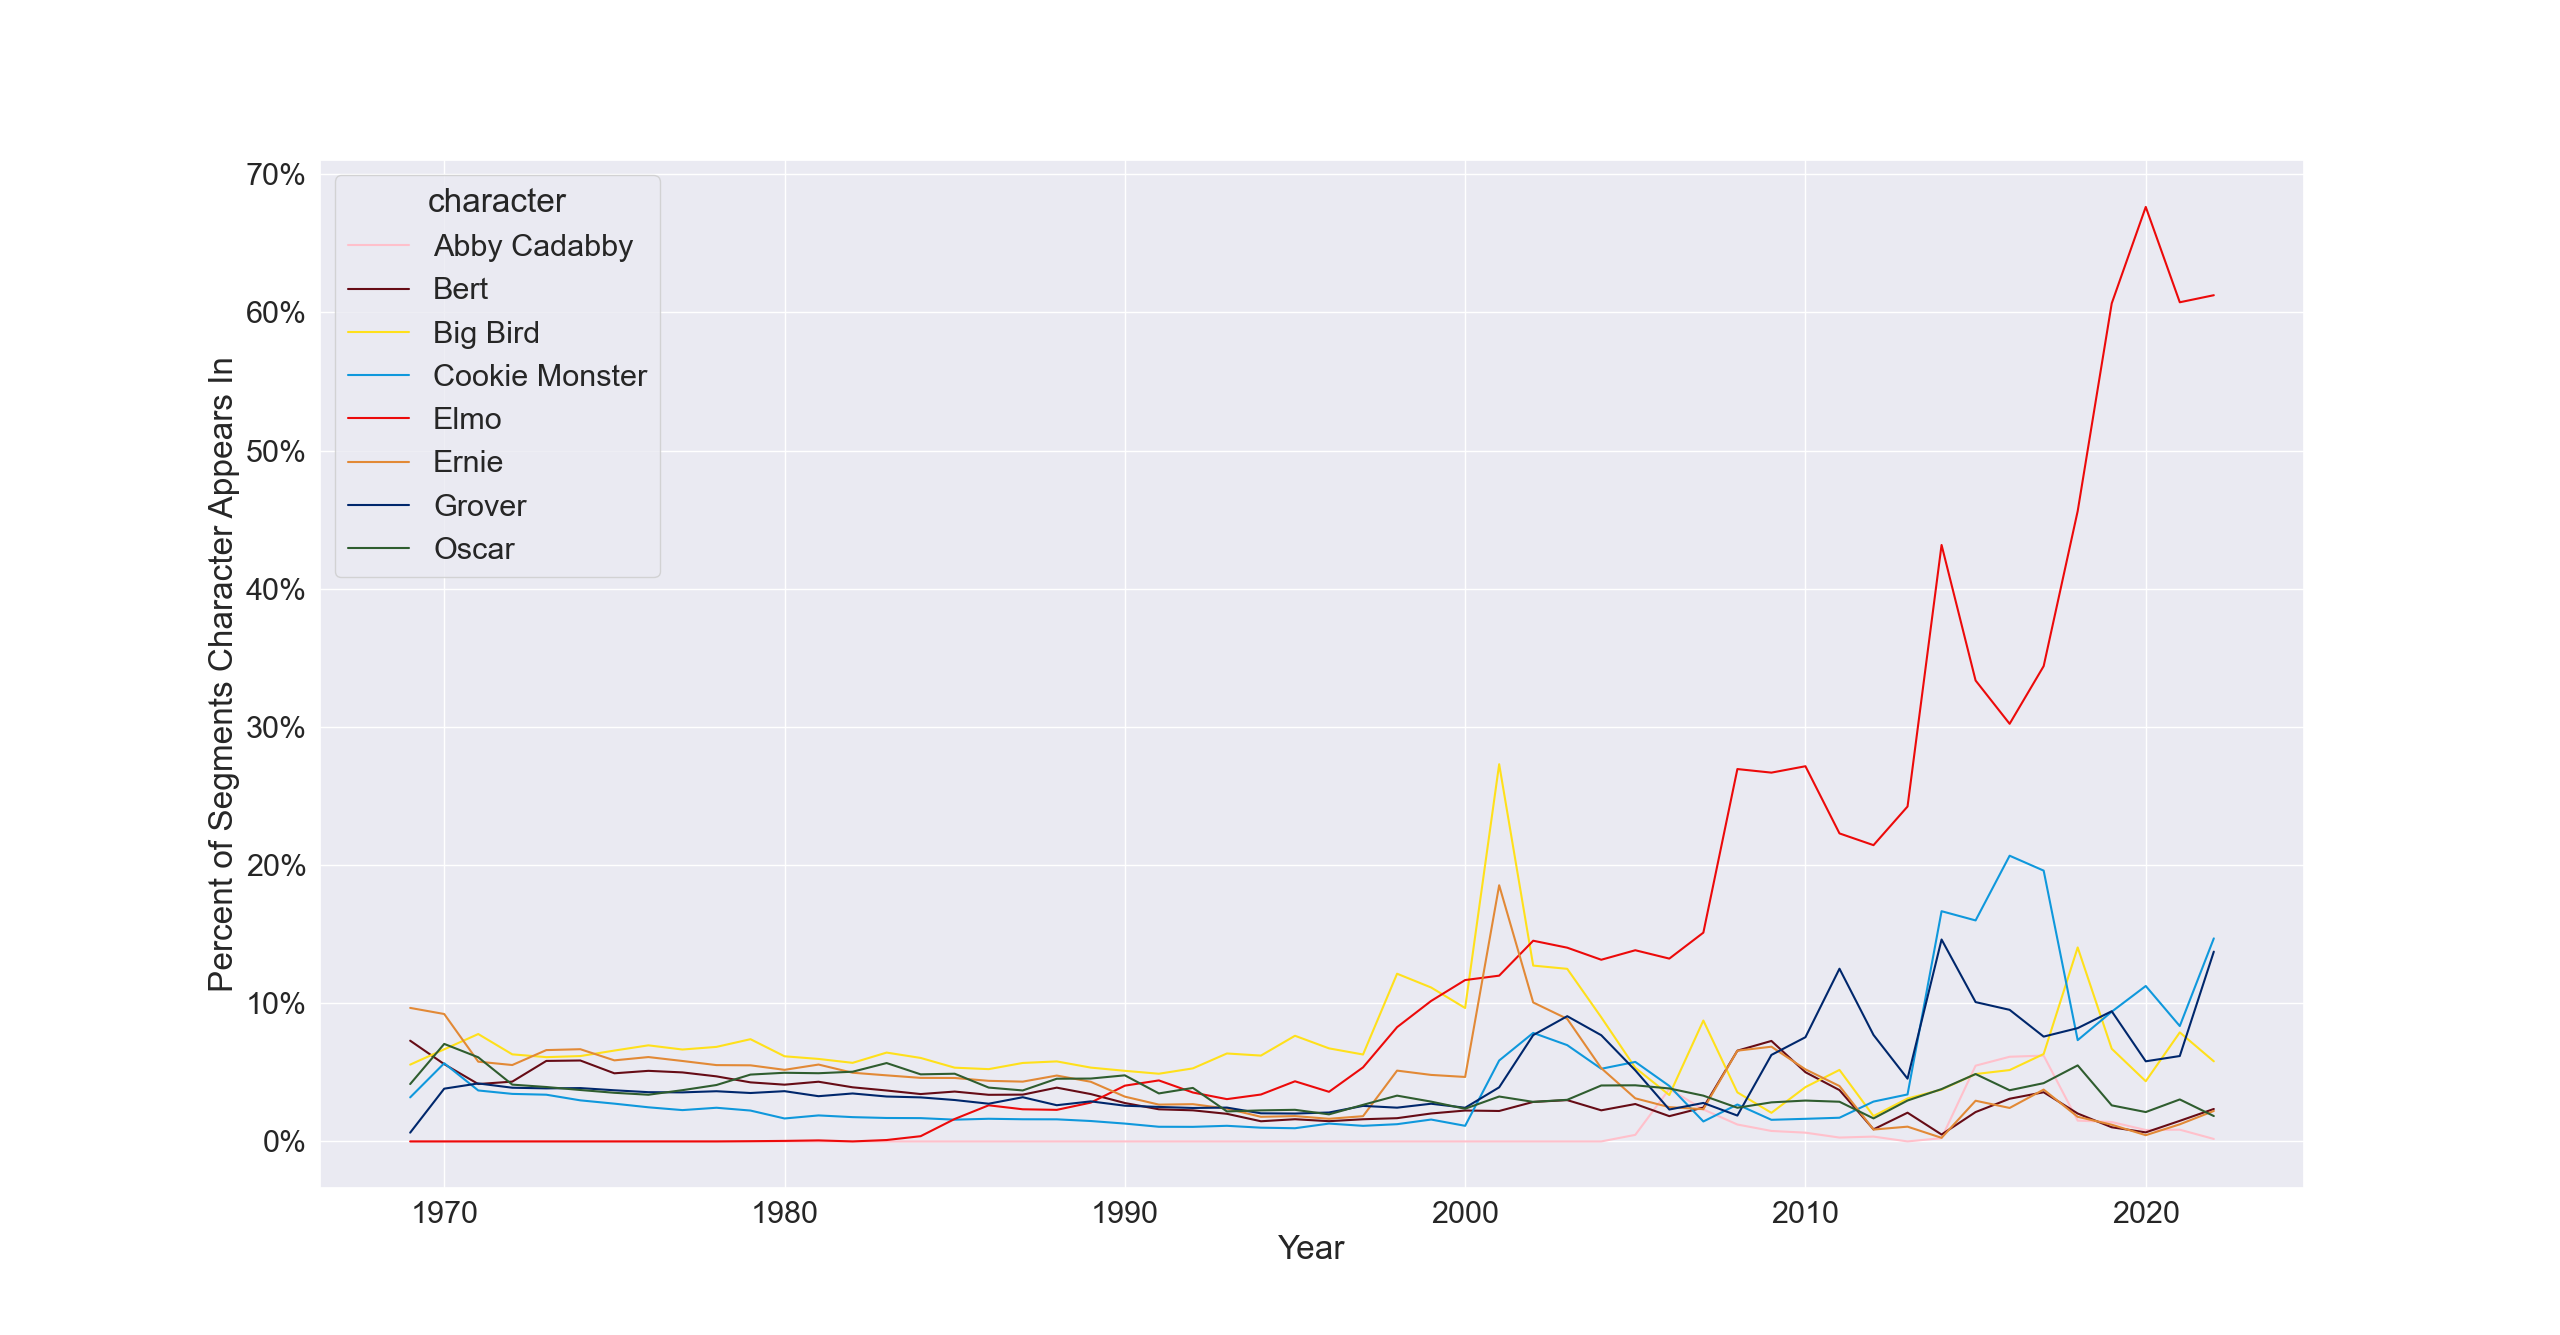 70%
60%
50%
40%
30%
20%
10%
0%
Percent of Segments Character Appears In
character
Abby Cadabby
Bert
Big Bird
Cookie Monster
Elmo
Ernie
Grover
Oscar
1970 1980 1990 2000 2010 2020
Year